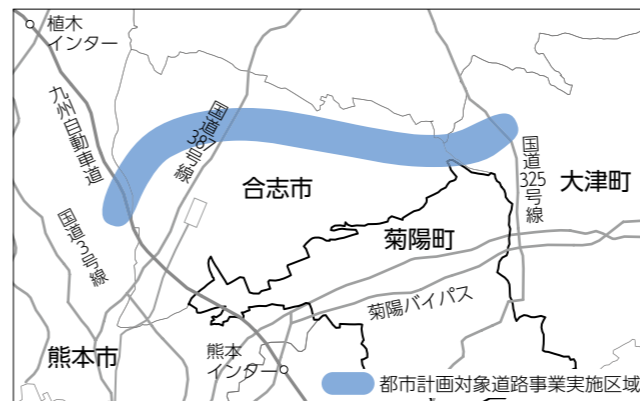 植木
インター
九州自動車道
国道387号線
国道3号線
合志市
国道
325
号線
大津町
菊陽町
菊陽バイパス
熊本市
熊本
インター
都市計画対象道路事業実施区域